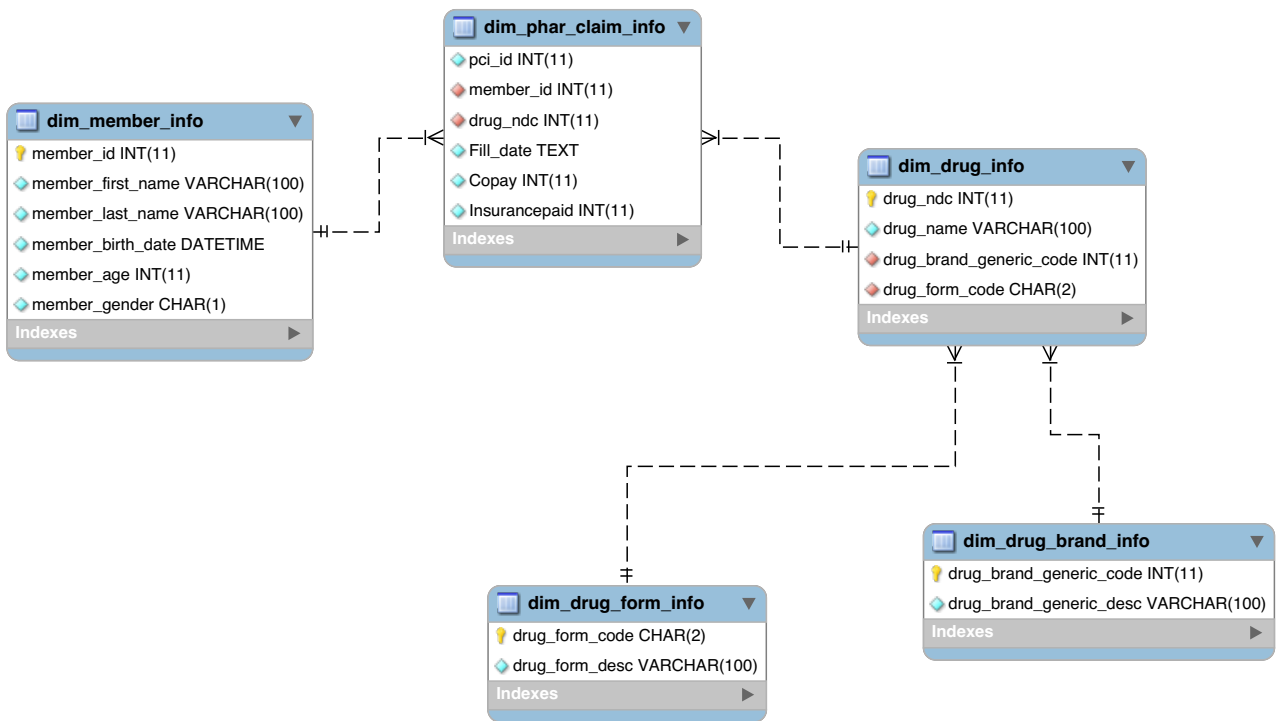 dim_phar_claim_info
pci_id INT(11)
member_id INT(11)
drug_ndc INT(11)
Fill_date TEXT
Copay INT(11)
Insurancepaid INT(11)
Indexes
dim_member_info
member_id INT(11)
member_first_name VARCHAR(100)
member_last_name VARCHAR(100)
member_birth_date DATETIME
member_age INT(11)
member_gender CHAR(1)
Indexes
dim_drug_info
drug_ndc INT(11)
drug_name VARCHAR(100)
drug_brand_generic_code INT(11)
drug_form_code CHAR(2)
Indexes
dim_drug_form_info
drug_form_code CHAR(2)
drug_form_desc VARCHAR(100)
Indexes
dim_drug_brand_info
drug_brand_generic_code INT(11)
drug_brand_generic_desc VARCHAR(100)
Indexes